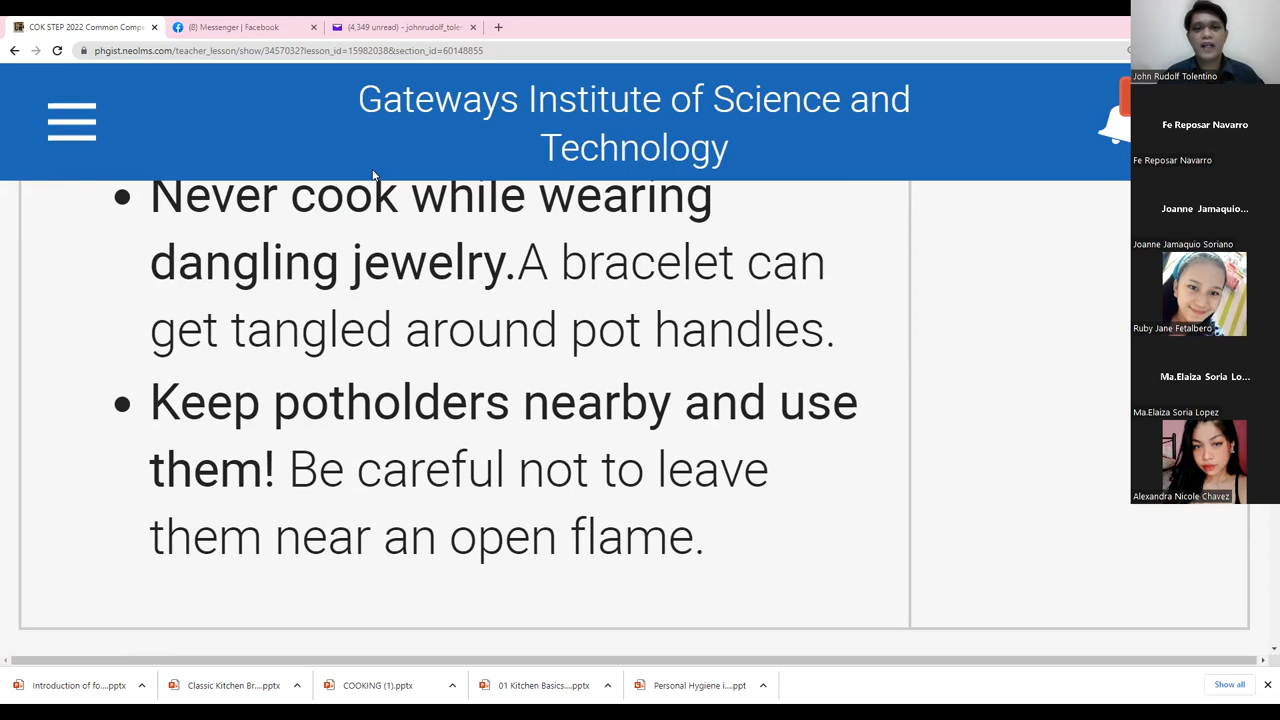 COK STEP 2022 Common Comp
(8) Messenger | Facebook
(4,349 unread) - johnrudolf_tole
phgist.neolms.com/teacher_lesson/show/3457032?lesson_id=15982038&section_id=60148855
Gateways Institute of Science and
Technology
Never cook while wearing
dangling jewelry.A bracelet can
get tangled around pot handles.
Keep potholders nearby and use
them! Be careful not to leave
them near an open flame.
John Rudolf Tolentino
Fe Reposar Navarro
Fe Reposar Navarro
Joanne Jamaquio...
Joanne Jamaquio Soriano
Ruby Jane Fetalbero
Ma.Elaiza Soria Lo...
Ma.Elaiza Soria Lopez
Alexandra Nicole Chavez
Introduction of fo....pptx
Classic Kitchen Br....pptx
COOKING (1).pptx
01 Kitchen Basics....pptx
Personal Hygiene i....ppt
Show all